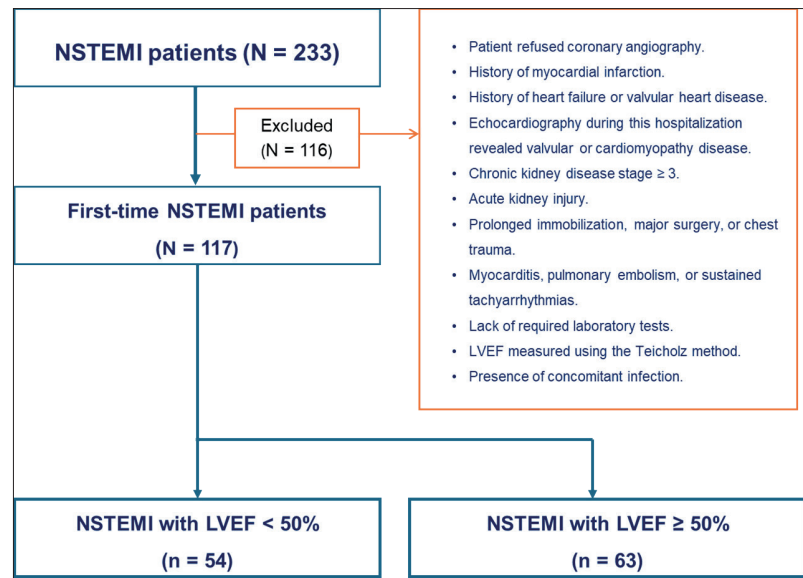 NSTEMI patients (N = 233)
Excluded
(N = 116)
First-time NSTEMI patients
(N = 117)
• Patient refused coronary angiography.
• History of myocardial infarction.
• History of heart failure or valvular heart disease.
• Echocardiography during this hospitalization
revealed valvular or cardiomyopathy disease.
• Chronic kidney disease stage ≥ 3.
• Acute kidney injury.
• Prolonged immobilization, major surgery, or chest
trauma.
• Myocarditis, pulmonary embolism, or sustained
tachyarrhythmias.
• Lack of required laboratory tests.
• LVEF measured using the Teicholz method.
• Presence of concomitant infection.
NSTEMI with LVEF < 50%
(n = 54)
NSTEMI with LVEF ≥ 50%
(n = 63)